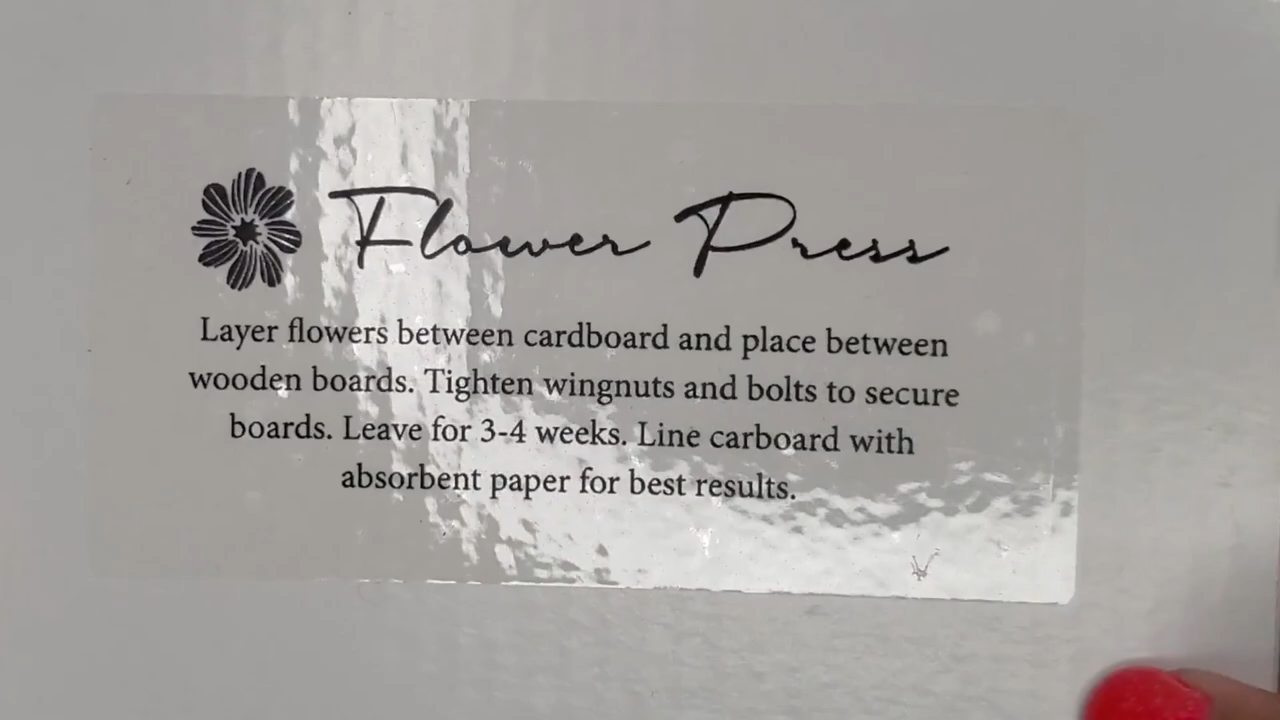 Flower Press
Layer flowers between cardboard and place between
wooden boards. Tighten wingnuts and bolts to secure
boards. Leave for 3-4 weeks. Line carboard with
absorbent paper for best results.